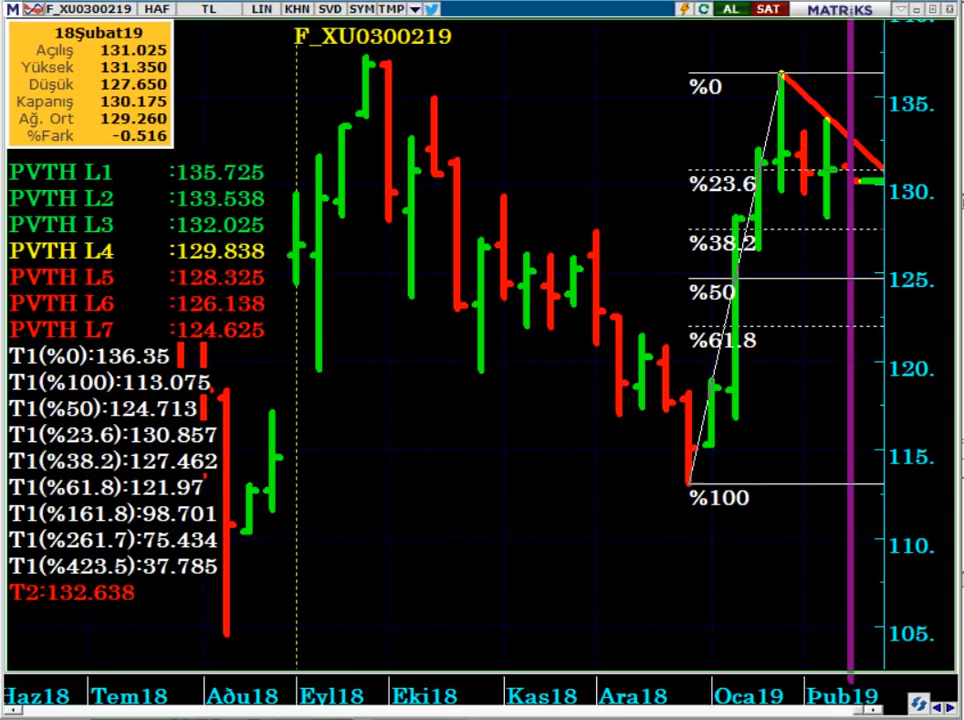 M F_XU0300219 HAF TL LIN KHN SVD SYM TMP AL SAT MATRİKS
18Şubat19
Açılış 131.025
Yüksek 131.350
Düşük 127.650
Kapanış 130.175
Ağ. Ort 129.260
%Fark -0.516
F_XU0300219
PVTH L1 :135.725
PVTH L2 :133.538
PVTH L3 :132.025
PVTH L4 :129.838
PVTH L5 :128.325
PVTH L6 :126.138
PVTH L7 :124.625
T1(%0):136.35
T1(%100):113.075
T1(%50):124.713
T1(%23.6):130.857
T1(%38.2):127.462
T1(%61.8):121.97
T1(%161.8):98.701
T1(%261.7):75.434
T1(%423.5):37.785
T2:132.638
%0
%23.6
%38.2
%50
%61.8
%100
135.
130.
125.
120.
115.
110.
105.
Haz18 Tem18 Aðu18 Eyl18 Eki18 Kas18 Ara18 Oca19 Þub19